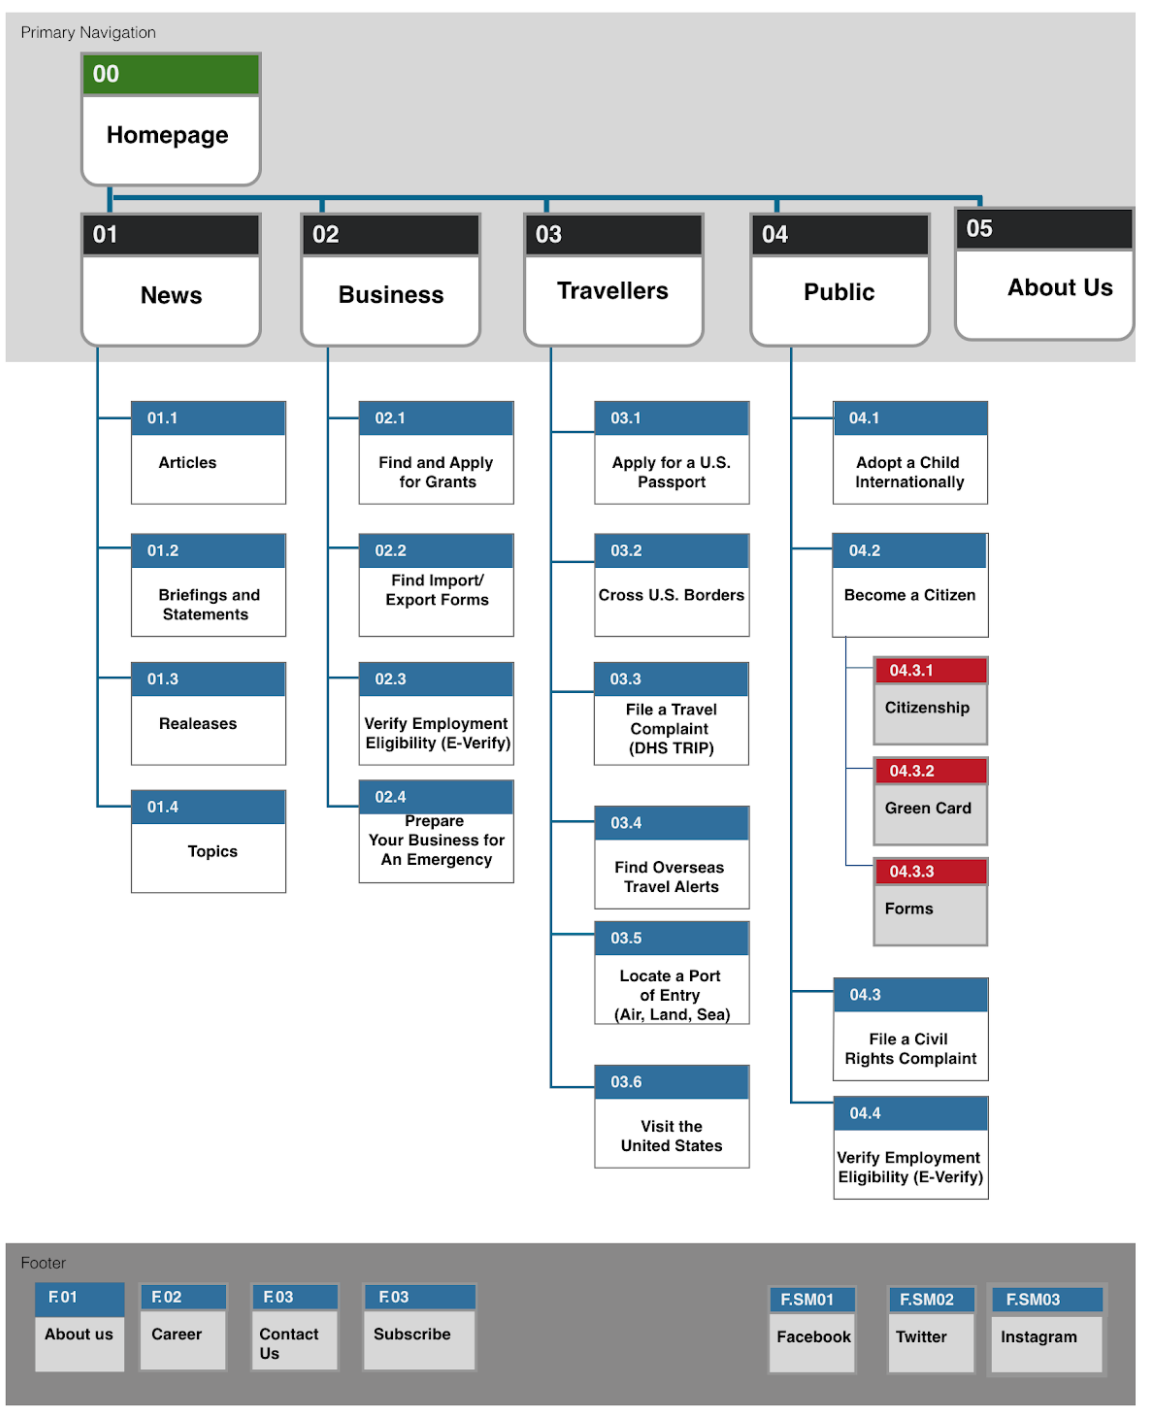 Primary Navigation
00
Homepage
01
News
02
Business
03
Travellers
04
Public
05
About Us
01.1
Articles
01.2
Briefings and
Statements
01.3
Realeases
01.4
Topics
02.1
Find and Apply
for Grants
02.2
Find Import/
Export Forms
02.3
Verify Employment
Eligibility (E-Verify)
02.4
Prepare
Your Business for
An Emergency
03.1
Apply for a U.S.
Passport
03.2
Cross U.S. Borders
03.3
File a Travel
Complaint
(DHS TRIP)
03.4
Find Overseas
Travel Alerts
03.5
Locate a Port
of Entry
(Air, Land, Sea)
03.6
Visit the
United States
04.1
Adopt a Child
Internationally
04.2
Become a Citizen
04.3.1
Citizenship
04.3.2
Green Card
04.3.3
Forms
04.3
File a Civil
Rights Complaint
04.4
Verify Employment
Eligibility (E-Verify)
Footer
F.01
About us
F.02
Career
F.03
Contact
Us
F.03
Subscribe
F.SM01
Facebook
F.SM02
Twitter
F.SM03
Instagram